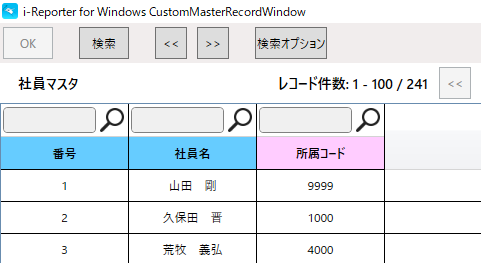 i-Reporter for Windows CustomMasterRecordWindow
OK 検索 << >> 検索オプション
社員マスタ レコード件数: 1 - 100 / 241 <<
番号 社員名 所属コード
1 山田　剛 9999
2 久保田　晋 1000
3 荒牧　義弘 4000